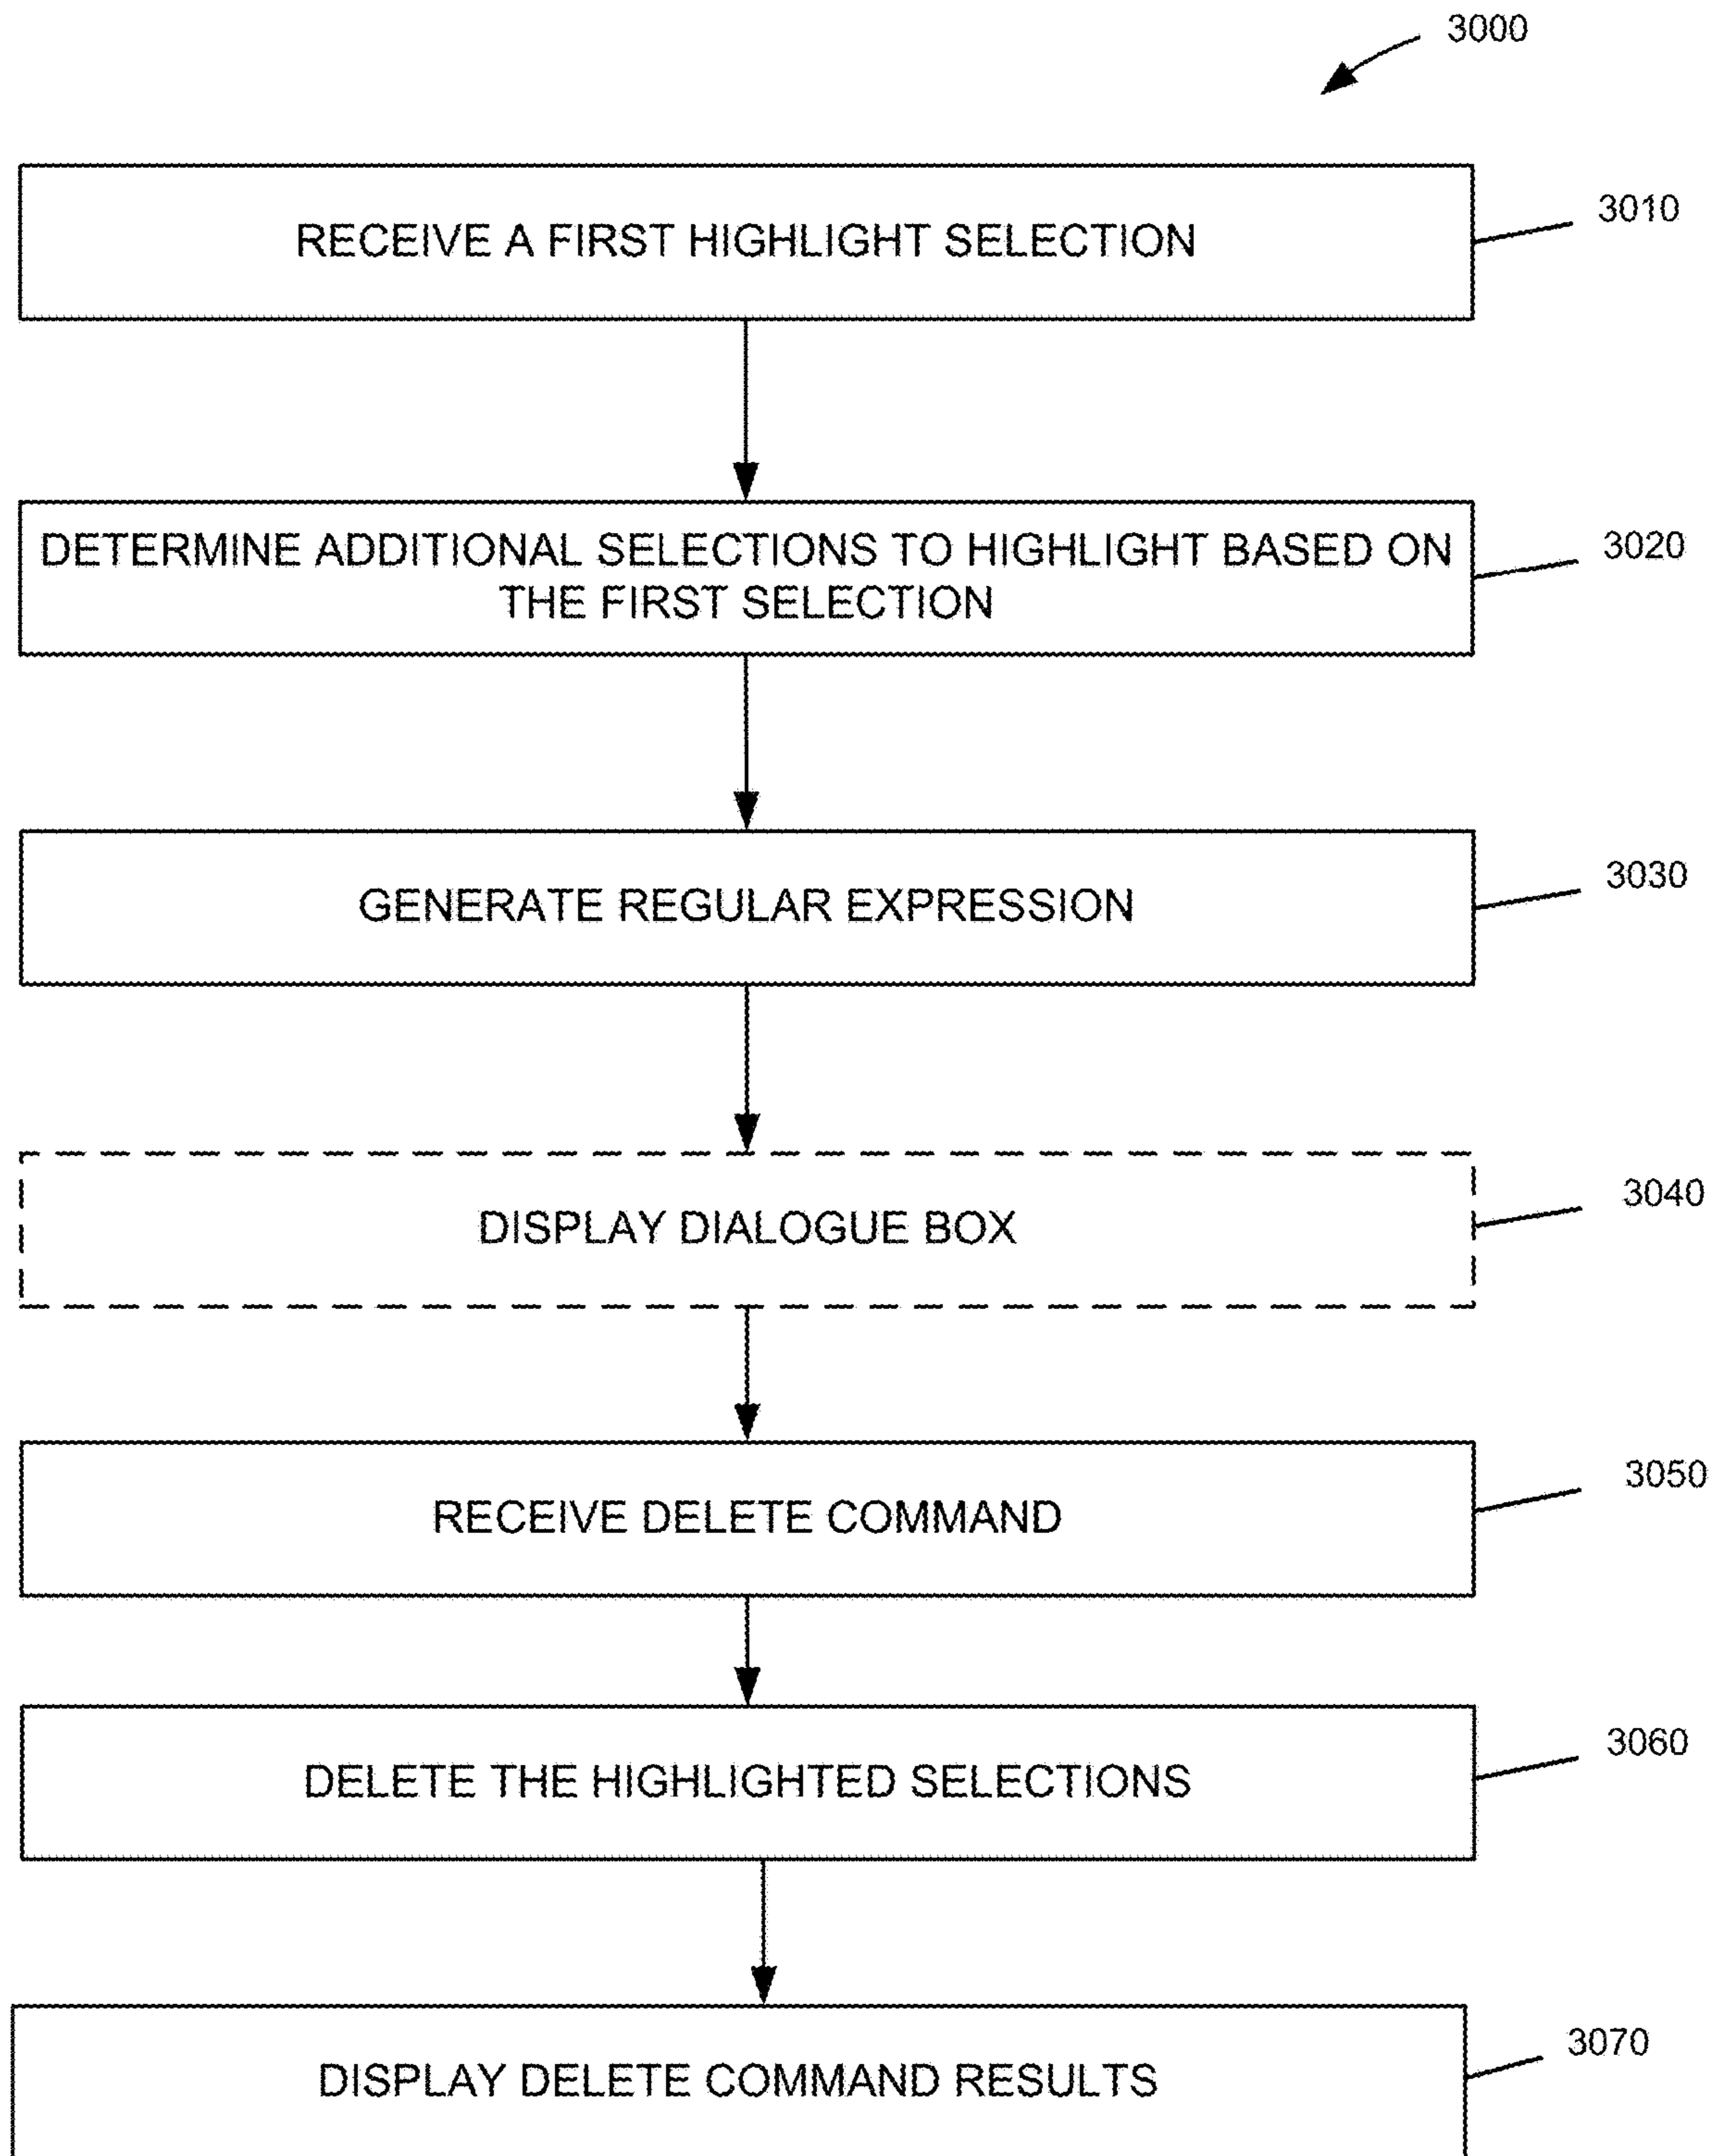 3000
RECEIVE A FIRST HIGHLIGHT SELECTION
3010
DETERMINE ADDITIONAL SELECTIONS TO HIGHLIGHT BASED ON
THE FIRST SELECTION
3020
GENERATE REGULAR EXPRESSION
3030
DISPLAY DIALOGUE BOX
3040
RECEIVE DELETE COMMAND
3050
DELETE THE HIGHLIGHTED SELECTIONS
3060
DISPLAY DELETE COMMAND RESULTS
3070